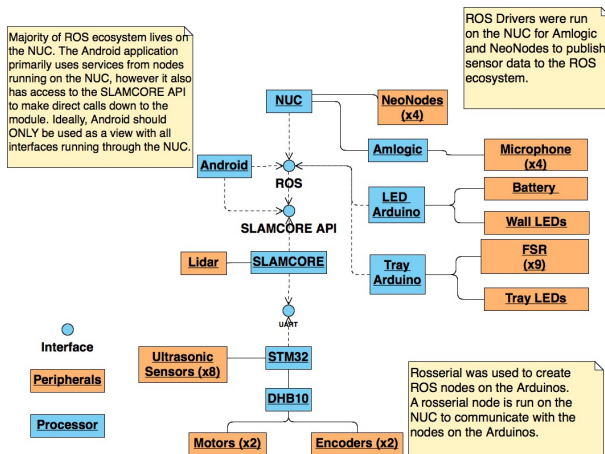 Majority of ROS ecosystem lives on
the NUC. The Android application
primarily uses services from nodes
running on the NUC, however it also
has access to the SLAMCORE API
to make direct calls down to the
module. Ideally, Android should
ONLY be used as a view with all
interfaces running through the NUC.
ROS Drivers were run
on the NUC for Amlogic
and NeoNodes to publish
sensor data to the ROS
ecosystem.
NUC
NeoNodes
(x4)
Amlogic
Microphone
(x4)
Android
ROS
LED
Arduino
Battery
Wall LEDs
SLAMCORE API
Lidar
SLAMCORE
Tray
Arduino
FSR
(x9)
Tray LEDs
UART
Interface
Peripherals
Processor
Ultrasonic
Sensors (x8)
STM32
DHB10
Motors (x2)
Encoders (x2)
Rosserial was used to create
ROS nodes on the Arduinos.
A rosserial node is run on the
NUC to communicate with the
nodes on the Arduinos.